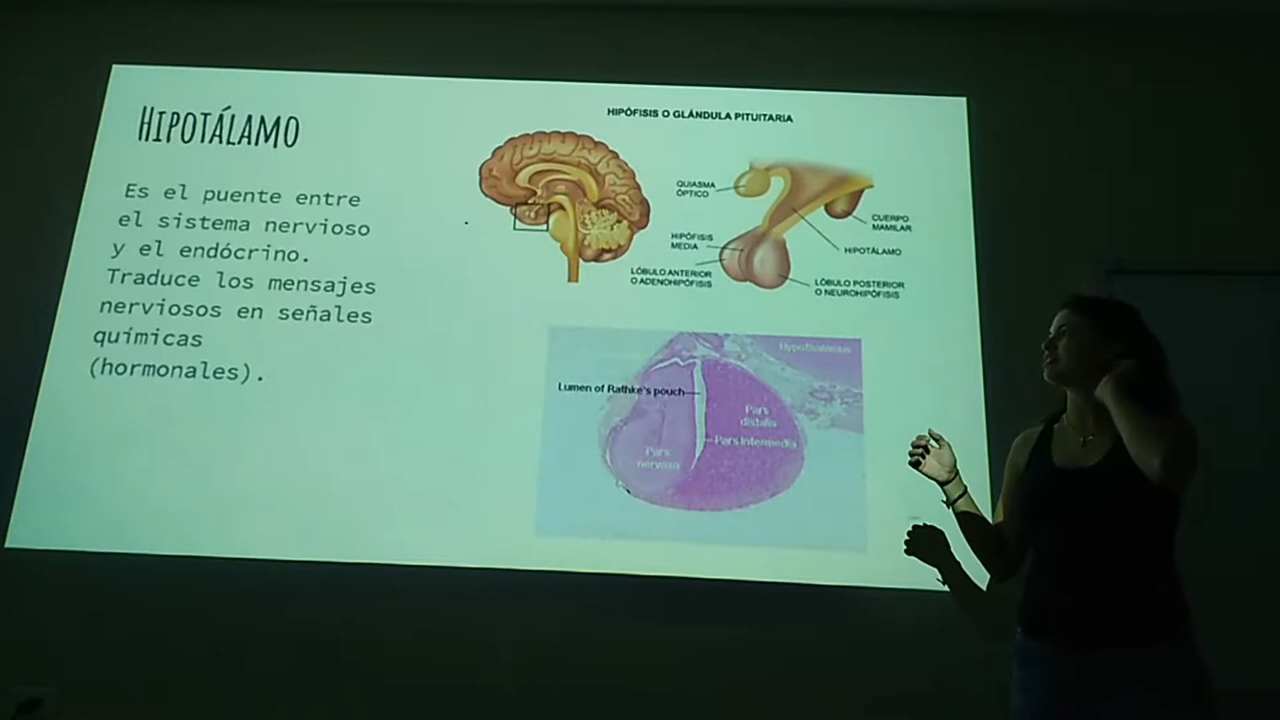 HIPOTÁLAMO
Es el puente entre
el sistema nervioso
y el endócrino.
Traduce los mensajes
nerviosos en señales
químicas
(hormonales).
HIPÓFISIS O GLÁNDULA PITUITARIA
QUIASMA
ÓPTICO
CUERPO
MAMILAR
HIPÓFISIS
MEDIA
HIPOTÁLAMO
LÓBULO ANTERIOR
O ADENOHIPÓFISIS
LÓBULO POSTERIOR
O NEUROHIPÓFISIS
Hypothalamus
Lumen of Rathke's pouch
Pars
distalis
Pars Intermedia
Pars
nervosa